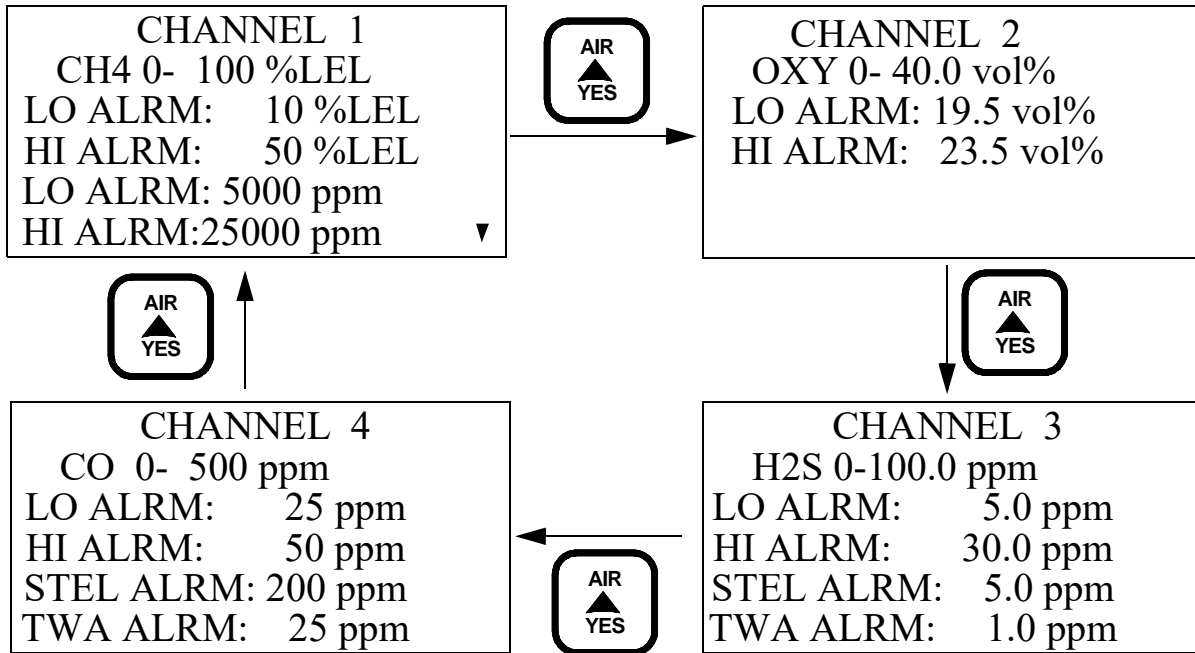 CHANNEL 1
CH4 0- 100 %LEL
LO ALRM: 10 %LEL
HI ALRM: 50 %LEL
LO ALRM: 5000 ppm
HI ALRM:25000 ppm
AIR
YES
CHANNEL 2
OXY 0- 40.0 vol%
LO ALRM: 19.5 vol%
HI ALRM: 23.5 vol%
AIR
YES
AIR
YES
CHANNEL 4
CO 0- 500 ppm
LO ALRM: 25 ppm
HI ALRM: 50 ppm
STEL ALRM: 200 ppm
TWA ALRM: 25 ppm
AIR
YES
CHANNEL 3
H2S 0-100.0 ppm
LO ALRM: 5.0 ppm
HI ALRM: 30.0 ppm
STEL ALRM: 5.0 ppm
TWA ALRM: 1.0 ppm